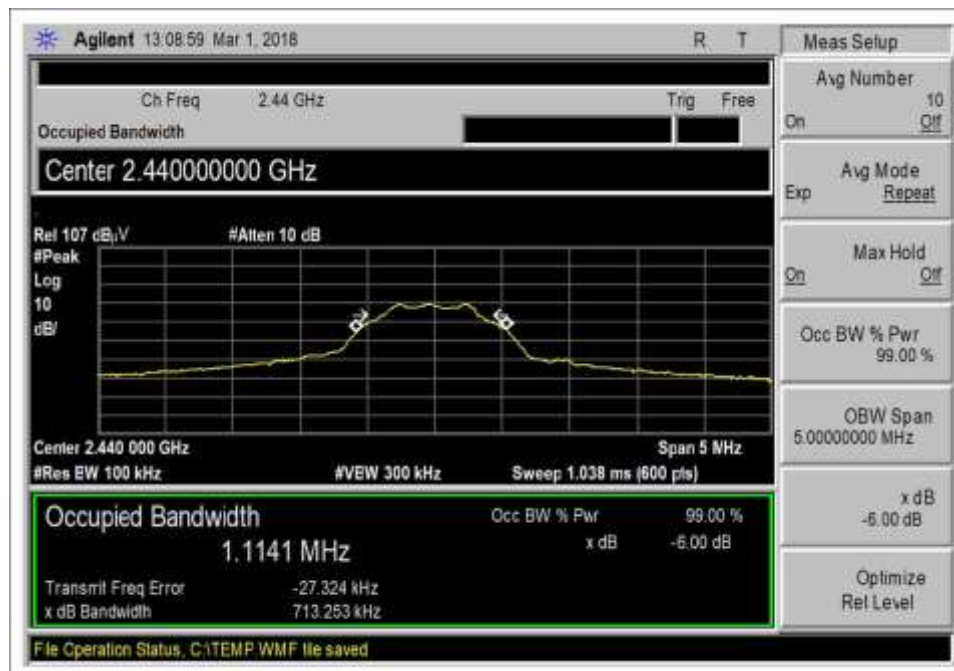 Agilent 13:08:59 Mar 1, 2018 R T
Ch Freq 2.44 GHz Trig Free
Occupied Bandwidth
Center 2.440000000 GHz
Ref 107 dBµV #Atten 10 dB
#Peak
Log
10
dB/
Center 2.440 000 GHz Span 5 MHz
#Res BW 100 kHz #VBW 300 kHz Sweep 1.038 ms (600 pts)
Occupied Bandwidth Occ BW % Pwr 99.00 %
1.1141 MHz x dB -6.00 dB
Transmit Freq Error -27.324 kHz
x dB Bandwidth 713.253 kHz
File Operation Status, C:\TEMP.WMF file saved
Meas Setup
Avg Number
10
On Off
Avg Mode
Exp Repeat
Max Hold
On Off
Occ BW % Pwr
99.00 %
OBW Span
5.00000000 MHz
x dB
-6.00 dB
Optimize
Ref Level